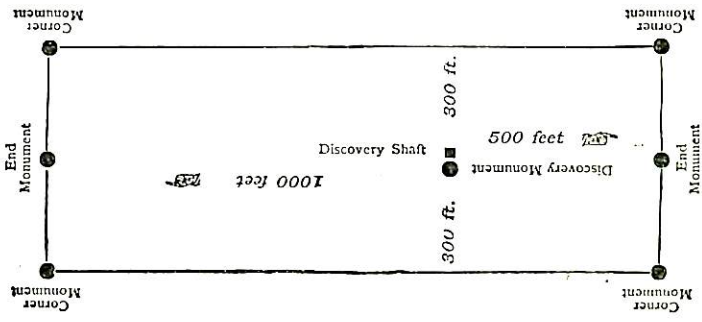 Corner
Monument
Corner
Monument
300 ft.
End
Monument
Discovery Shaft
500 feet
End
Monument
Discovery Monument
1000 feet
300 ft.
Corner
Monument
Corner
Monument